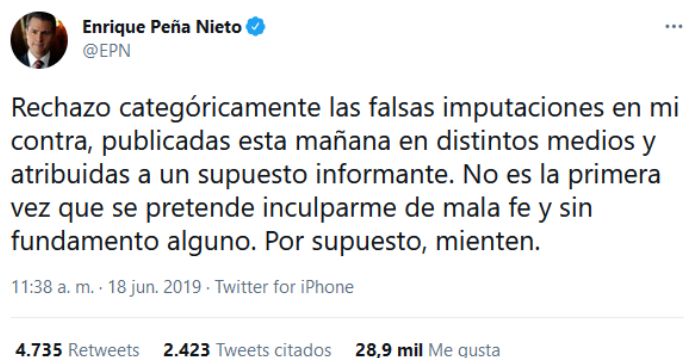 Enrique Peña Nieto
@EPN
Rechazo categóricamente las falsas imputaciones en mi
contra, publicadas esta mañana en distintos medios y
atribuidas a un supuesto informante. No es la primera
vez que se pretende inculparme de mala fe y sin
fundamento alguno. Por supuesto, mienten.
11:38 a. m. · 18 jun. 2019 · Twitter for iPhone
4.735 Retweets 2.423 Tweets citados 28,9 mil Me gusta